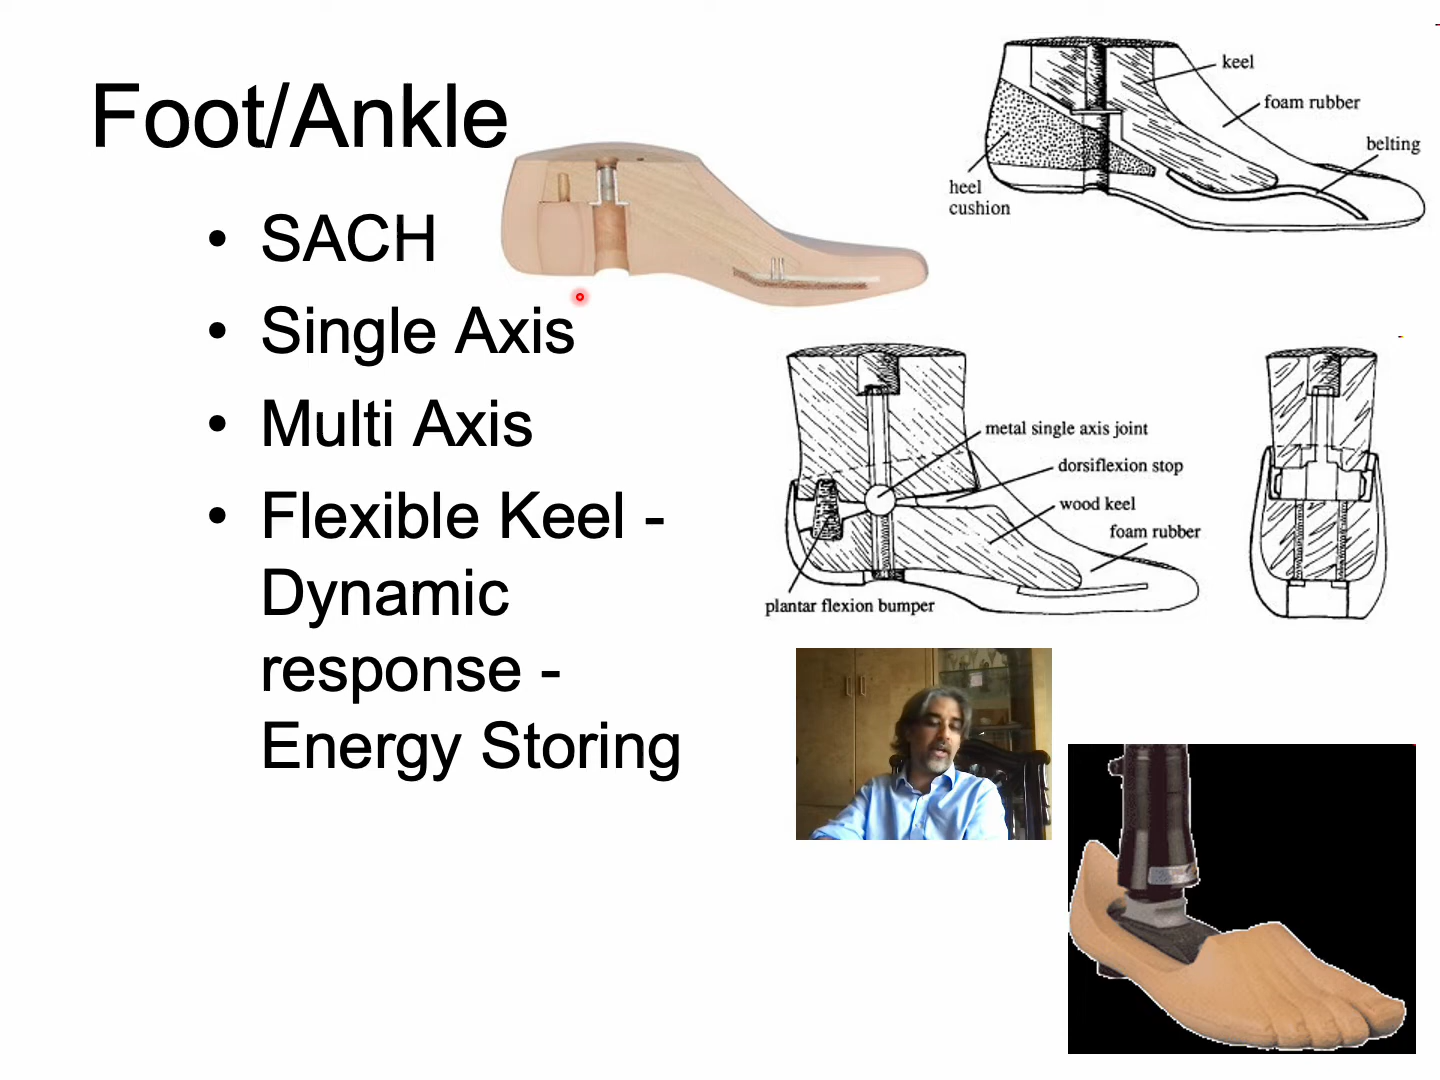 Foot/Ankle
• SACH
• Single Axis
• Multi Axis
• Flexible Keel -
Dynamic
response -
Energy Storing
keel
foam rubber
belting
heel
cushion
metal single axis joint
dorsiflexion stop
wood keel
foam rubber
plantar flexion bumper